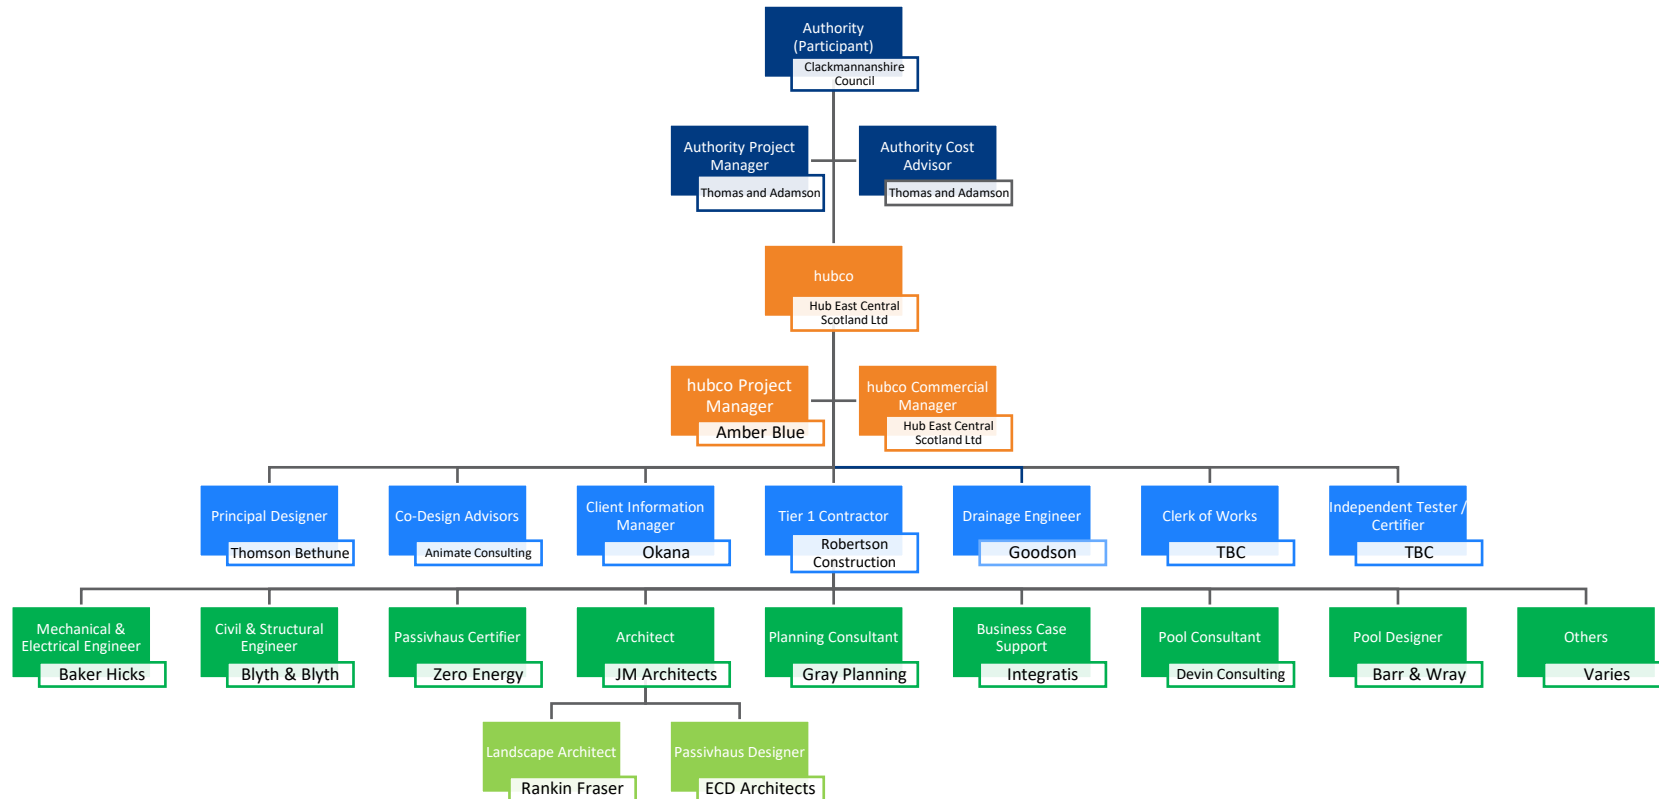 Authority
(Participant)
Clackmannanshire
Council
Authority Project
Manager
Thomas and Adamson
Authority Cost
Advisor
Thomas and Adamson
hubco
Hub East Central
Scotland Ltd
hubco Project
Manager
Amber Blue
hubco Commercial
Manager
Hub East Central
Scotland Ltd
Principal Designer
Thomson Bethune
Co-Design Advisors
Animate Consulting
Client Information
Manager
Okana
Tier 1 Contractor
Robertson
Construction
Drainage Engineer
Goodson
Clerk of Works
TBC
Independent Tester /
Certifier
TBC
Mechanical &
Electrical Engineer
Baker Hicks
Civil & Structural
Engineer
Blyth & Blyth
Passivhaus Certifier
Zero Energy
Architect
JM Architects
Planning Consultant
Gray Planning
Business Case
Support
Integratis
Pool Consultant
Devin Consulting
Pool Designer
Barr & Wray
Others
Varies
Landscape Architect
Rankin Fraser
Passivhaus Designer
ECD Architects